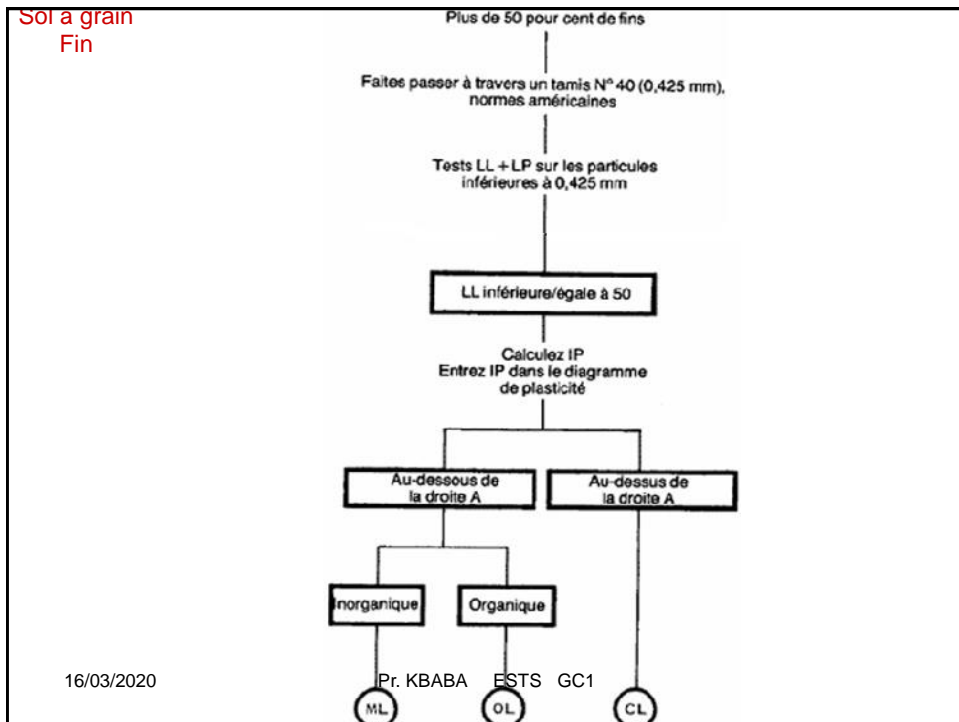 Sol à grain
Fin
Plus de 50 pour cent de fins
Faites passer à travers un tamis N° 40 (0,425 mm),
normes américaines
Tests LL + LP sur les particules
inférieures à 0,425 mm
LL inférieure/égale à 50
Calculez IP
Entrez IP dans le diagramme
de plasticité
Au-dessous de
la droite A
Au-dessus de
la droite A
Inorganique
Organique
16/03/2020
Pr. KBABA ESTS GC1
ML
OL
CL